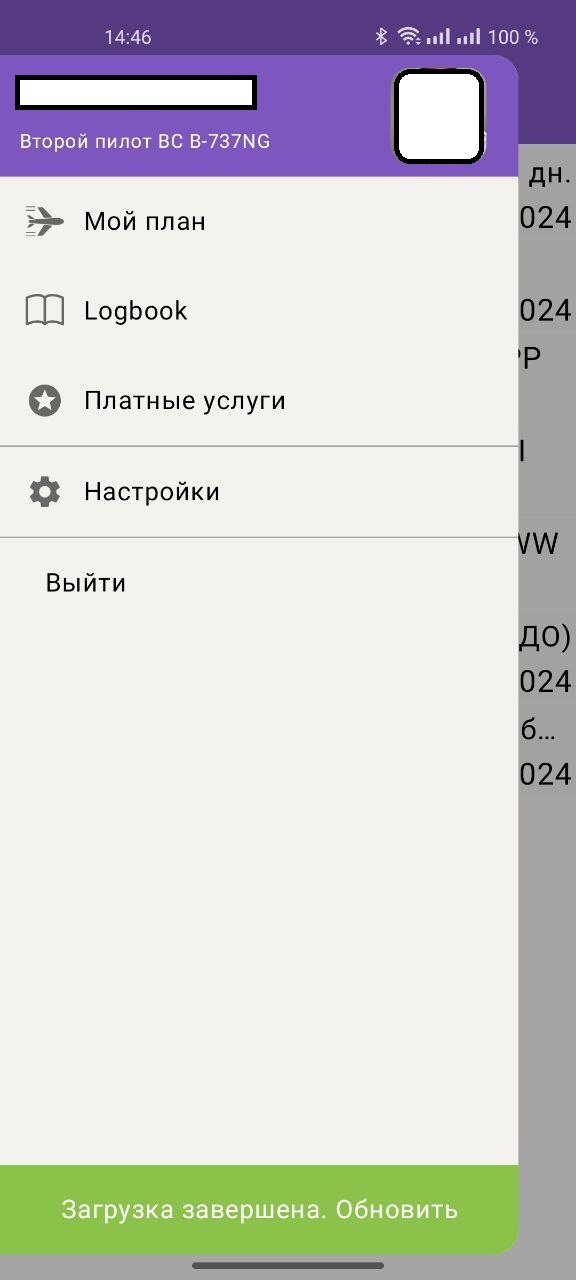 14:46 100 %
Второй пилот ВС B-737NG
Мой план
Logbook
Платные услуги
Настройки
Выйти
Загрузка завершена. Обновить
дн.
024
024
PP
WW
ДО)
024
б...
024